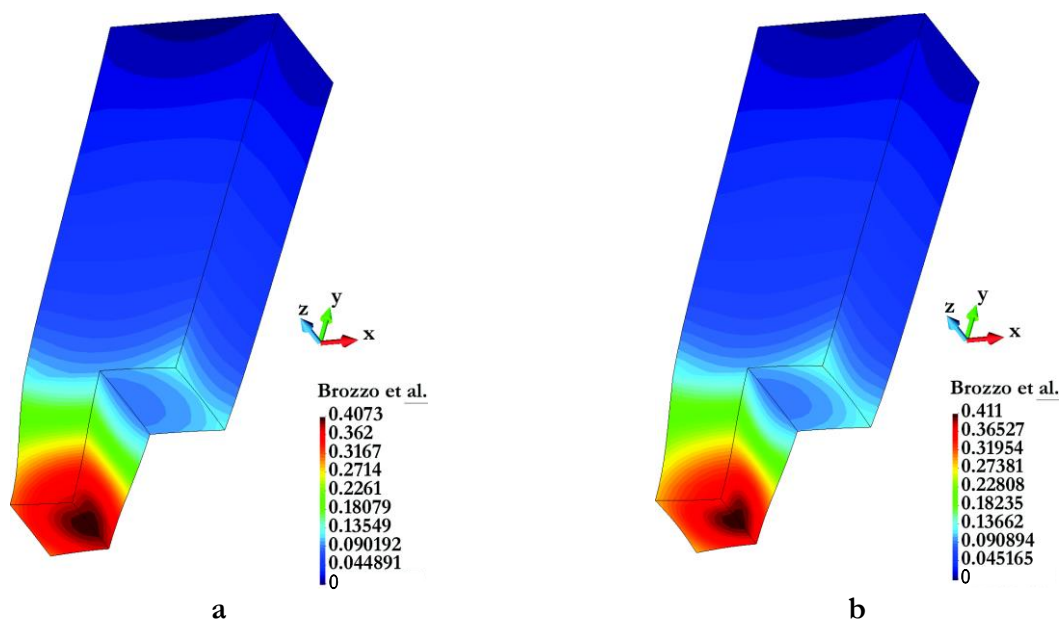 y
z
x
Brozzo et al.
0.4073
0.362
0.3167
0.2714
0.2261
0.18079
0.13549
0.090192
0.044891
0
a
y
z
x
Brozzo et al.
0.411
0.36527
0.31954
0.27381
0.22808
0.18235
0.13662
0.090894
0.045165
0
b